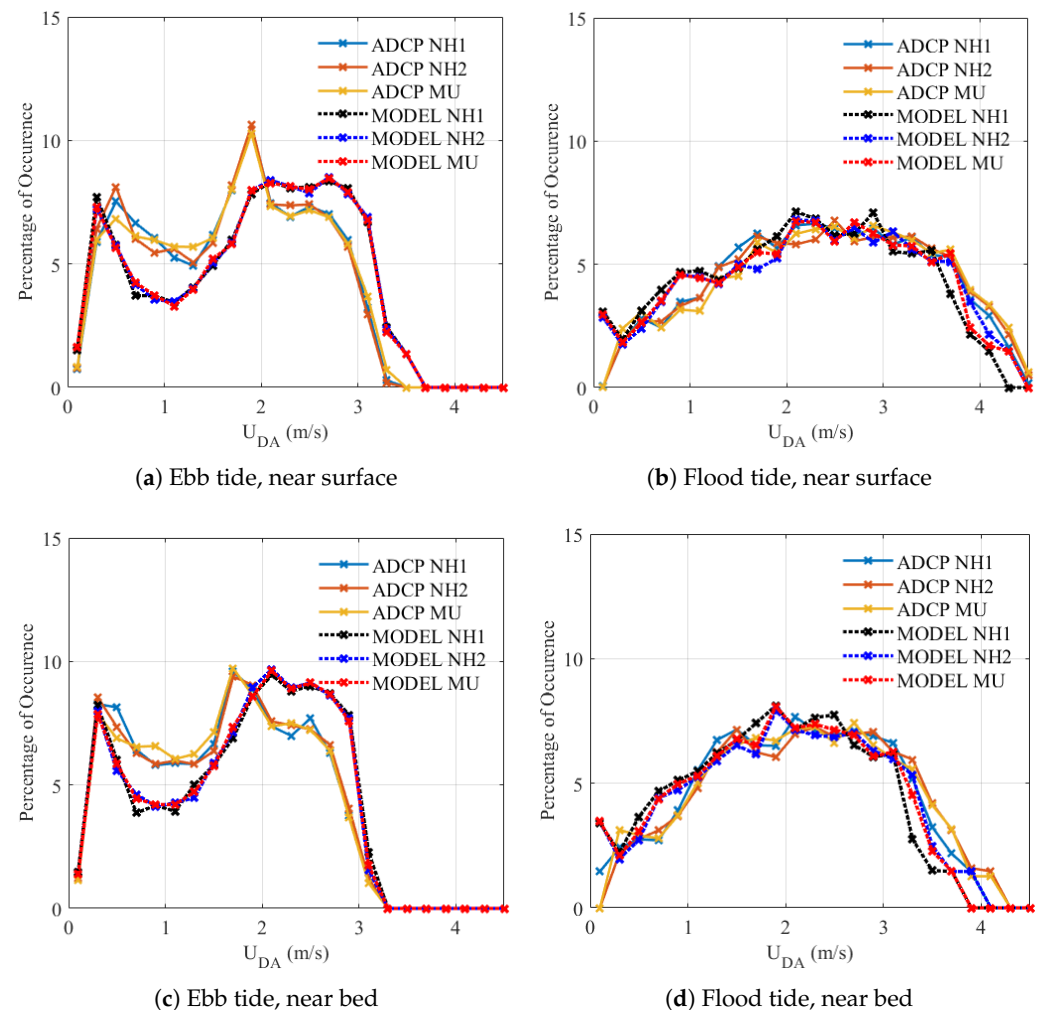 15
10
5
0
Percentage of Occurence
ADCP NH1
ADCP NH2
ADCP MU
MODEL NH1
MODEL NH2
MODEL MU
0 1 2 3 4
U_DA (m/s)
(a) Ebb tide, near surface
15
10
5
0
Percentage of Occurence
ADCP NH1
ADCP NH2
ADCP MU
MODEL NH1
MODEL NH2
MODEL MU
0 1 2 3 4
U_DA (m/s)
(b) Flood tide, near surface
15
10
5
0
Percentage of Occurence
ADCP NH1
ADCP NH2
ADCP MU
MODEL NH1
MODEL NH2
MODEL MU
0 1 2 3 4
U_DA (m/s)
(c) Ebb tide, near bed
15
10
5
0
Percentage of Occurence
ADCP NH1
ADCP NH2
ADCP MU
MODEL NH1
MODEL NH2
MODEL MU
0 1 2 3 4
U_DA (m/s)
(d) Flood tide, near bed